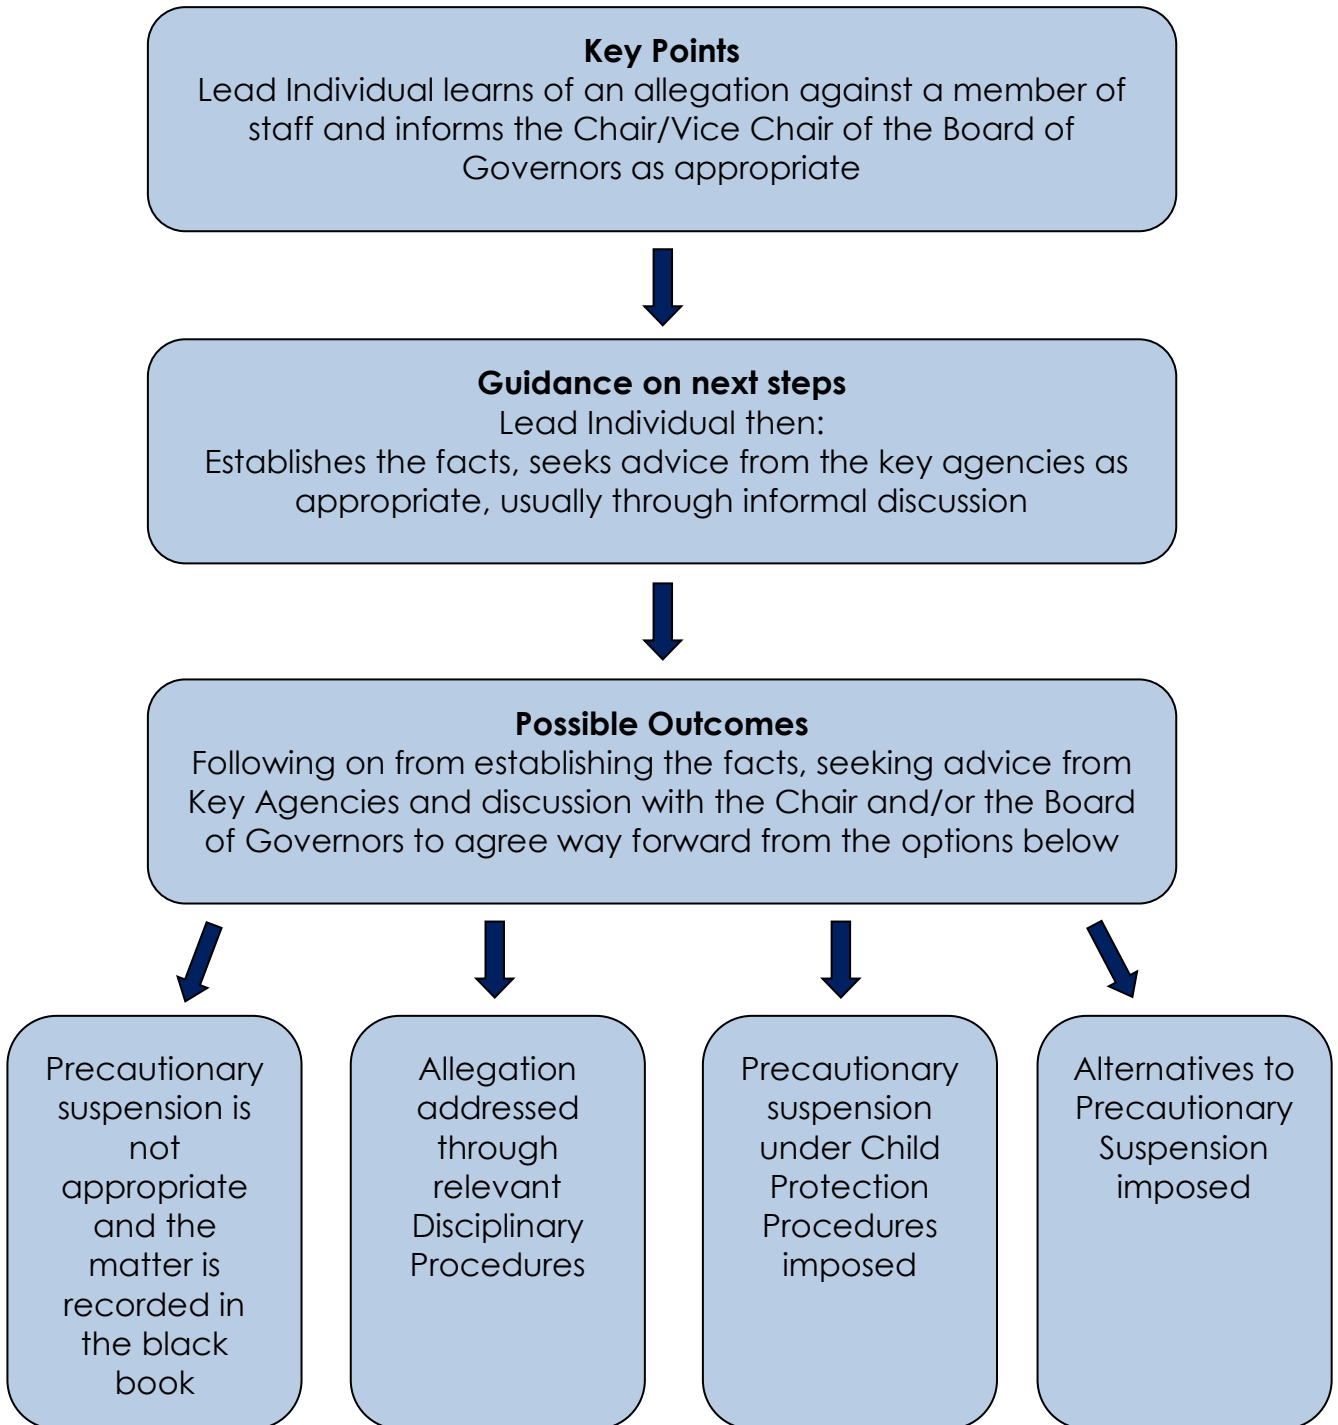 Key Points
Lead Individual learns of an allegation against a member of
staff and informs the Chair/Vice Chair of the Board of
Governors as appropriate
Guidance on next steps
Lead Individual then:
Establishes the facts, seeks advice from the key agencies as
appropriate, usually through informal discussion
Possible Outcomes
Following on from establishing the facts, seeking advice from
Key Agencies and discussion with the Chair and/or the Board
of Governors to agree way forward from the options below
Precautionary
suspension is
not
appropriate
and the
matter is
recorded in
the black
book
Allegation
addressed
through
relevant
Disciplinary
Procedures
Precautionary
suspension
under Child
Protection
Procedures
imposed
Alternatives to
Precautionary
Suspension
imposed